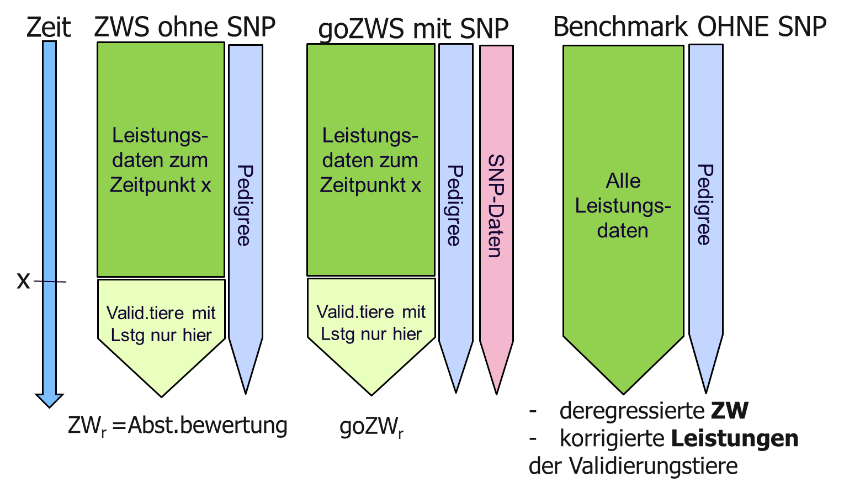 Zeit
ZWS ohne SNP
goZWS mit SNP
Benchmark OHNE SNP
Leistungs-
daten zum
Zeitpunkt x
Pedigree
Leistungs-
daten zum
Zeitpunkt x
Pedigree
SNP-Daten
Alle
Leistungs-
daten
Pedigree
x
Valid.tiere mit
Lstg nur hier
Valid.tiere mit
Lstg nur hier
ZWr =Abst.bewertung
goZWr
- deregressierte ZW
- korrigierte Leistungen
der Validierungstiere